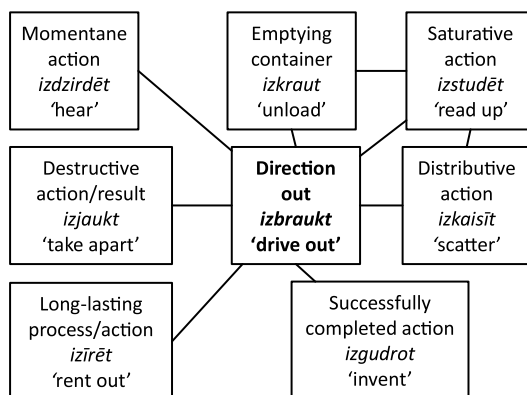 Momentane
action
izdzirdēt
‘hear’
Emptying
container
izkraut
‘unload’
Saturative
action
izstudēt
‘read up’
Destructive
action/result
izjaukt
‘take apart’
Direction
out
izbraukt
‘drive out’
Distributive
action
izkaisīt
‘scatter’
Long-lasting
process/action
izīrēt
‘rent out’
Successfully
completed action
izgudrot
‘invent’